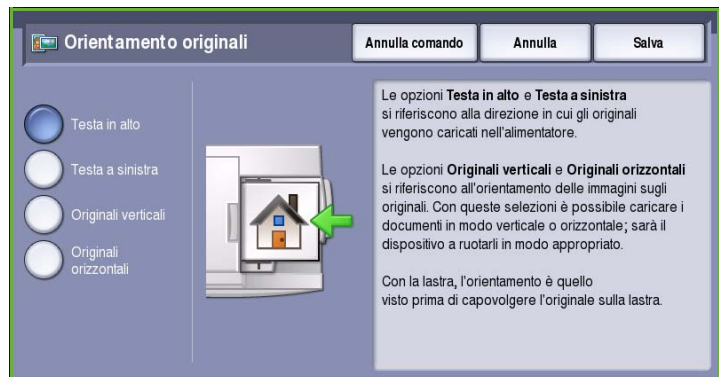 Orientamento originali
Annulla comando
Annulla
Salva
Testa in alto
Testa a sinistra
Originali verticali
Originali
orizzontali
Le opzioni Testa in alto e Testa a sinistra
si riferiscono alla direzione in cui gli originali
vengono caricati nell'alimentatore.
Le opzioni Originali verticali e Originali orizzontali
si riferiscono all'orientamento delle immagini sugli
originali. Con queste selezioni è possibile caricare i
documenti in modo verticale o orizzontale; sarà il
dispositivo a ruotarli in modo appropriato.
Con la lastra, l'orientamento è quello
visto prima di capovolgere l'originale sulla lastra.